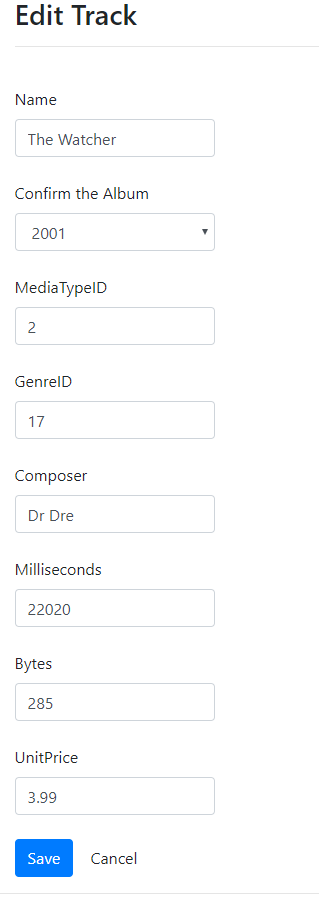 Edit Track
Name
The Watcher
Confirm the Album
2001
MediaTypeID
2
GenreID
17
Composer
Dr Dre
Milliseconds
22020
Bytes
285
UnitPrice
3.99
Save Cancel